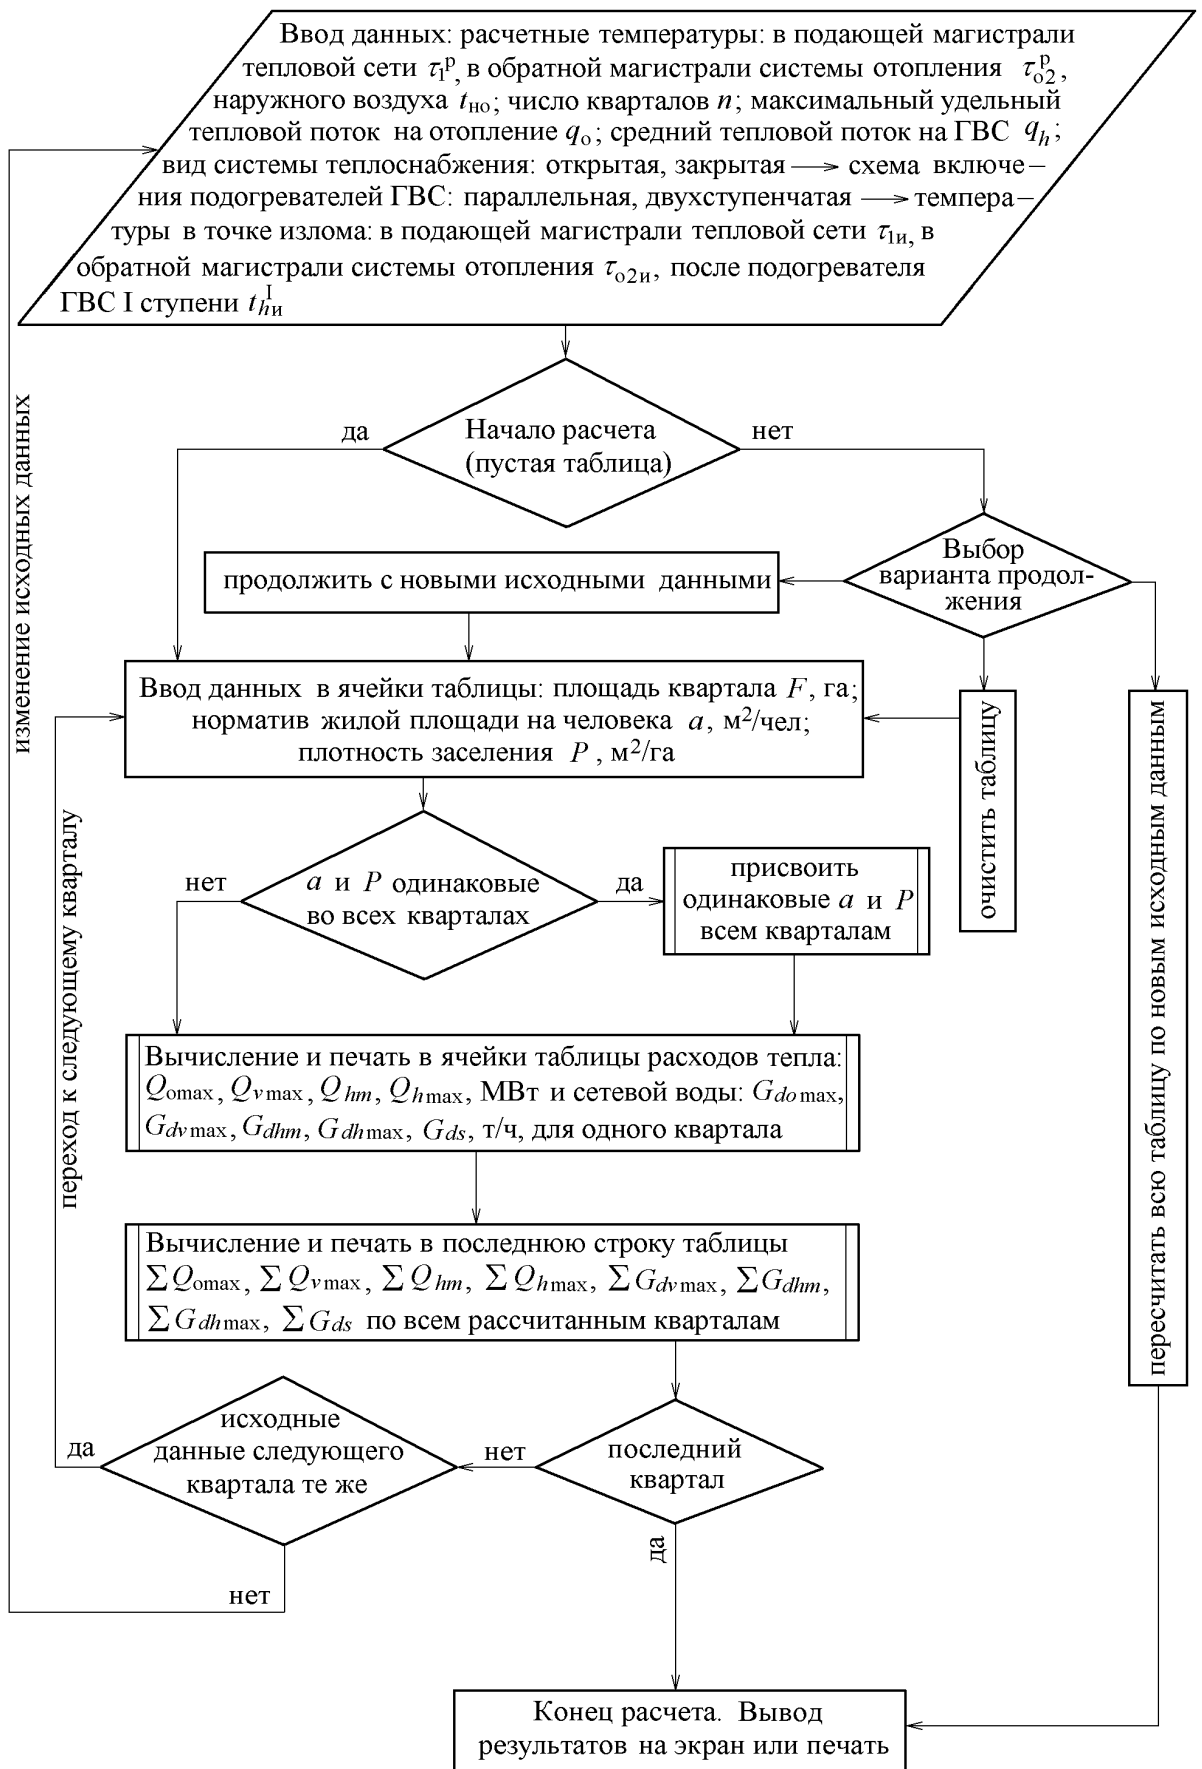 Ввод данных: расчетные температуры: в подающей магистрали
тепловой сети τ₁ᵖ, в обратной магистрали системы отопления τₒ₂ᵖ,
наружного воздуха tно; число кварталов n; максимальный удельный
тепловой поток на отопление qо; средний тепловой поток на ГВС qh;
вид системы теплоснабжения: открытая, закрытая → схема включе–
ния подогревателей ГВС: параллельная, двухступенчатая → темпера–
туры в точке излома: в подающей магистрали тепловой сети τ1и, в
обратной магистрали системы отопления τо2и, после подогревателя
ГВС I ступени thиᴵ
изменение исходных данных
да
Начало расчета
(пустая таблица)
нет
Выбор
варианта продол-
жения
продолжить с новыми исходными данными
Ввод данных в ячейки таблицы: площадь квартала F, га;
норматив жилой площади на человека a, м²/чел;
плотность заселения P, м²/га
очистить таблицу
пересчитать всю таблицу по новым исходным данным
переход к следующему кварталу
нет
a и P одинаковые
во всех кварталах
да
присвоить
одинаковые a и P
всем кварталам
Вычисление и печать в ячейки таблицы расходов тепла:
Qоmax, Qvmax, Qhm, Qhmax, МВт и сетевой воды: Gdo max,
Gdvmax, Gdhm, Gdhmax, Gds, т/ч, для одного квартала
Вычисление и печать в последнюю строку таблицы
∑Qоmax, ∑Qvmax, ∑Qhm, ∑Qhmax, ∑Gdvmax, ∑Gdhm,
∑Gdhmax, ∑Gds по всем рассчитанным кварталам
да
исходные
данные следующего
квартала те же
нет
последний
квартал
да
нет
Конец расчета. Вывод
результатов на экран или печать